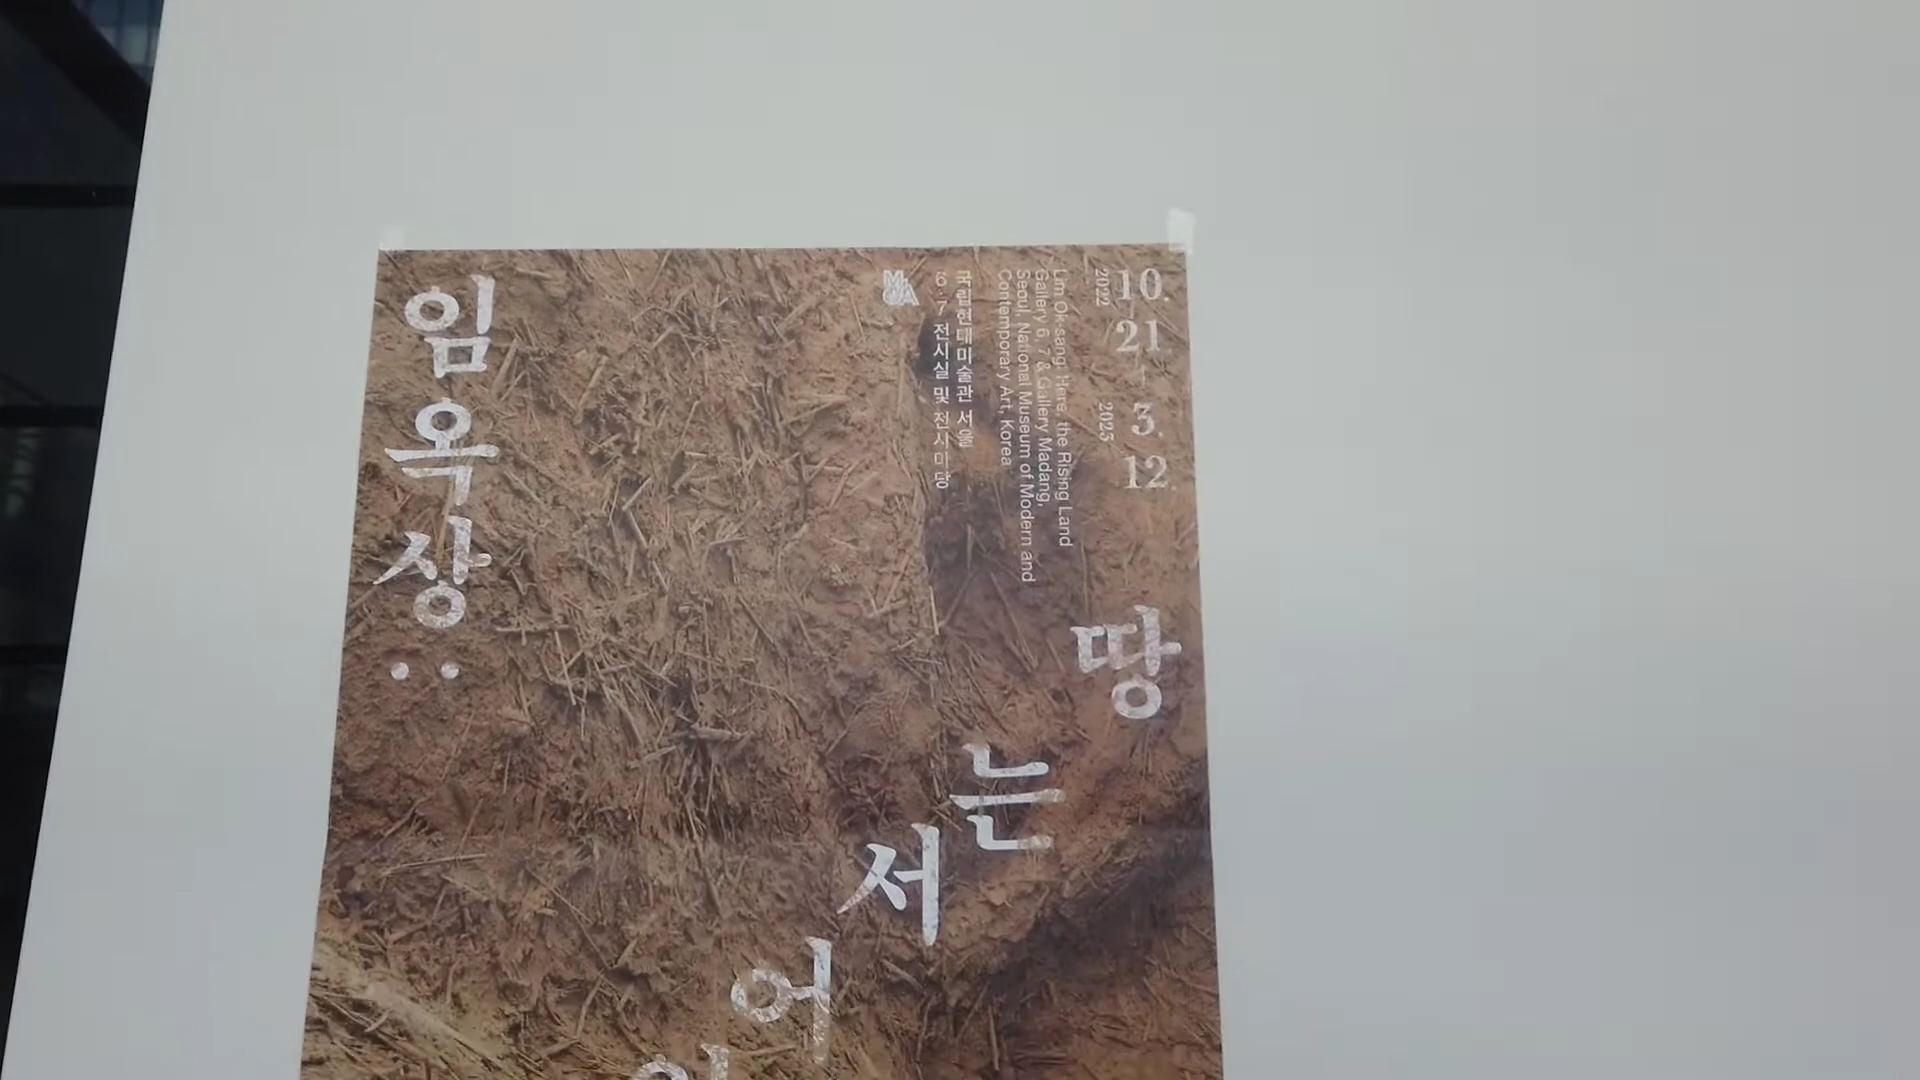 임옥상:
MMCA
국립현대미술관 서울
6·7 전시실 및 전시마당
Lim Ok-sang: Here, the Rising Land
Gallery 6, 7 & Gallery Madang,
Seoul, National Museum of Modern and
Contemporary Art, Korea
2022
10.
21
2023
3.
12.
땅
는
서
어